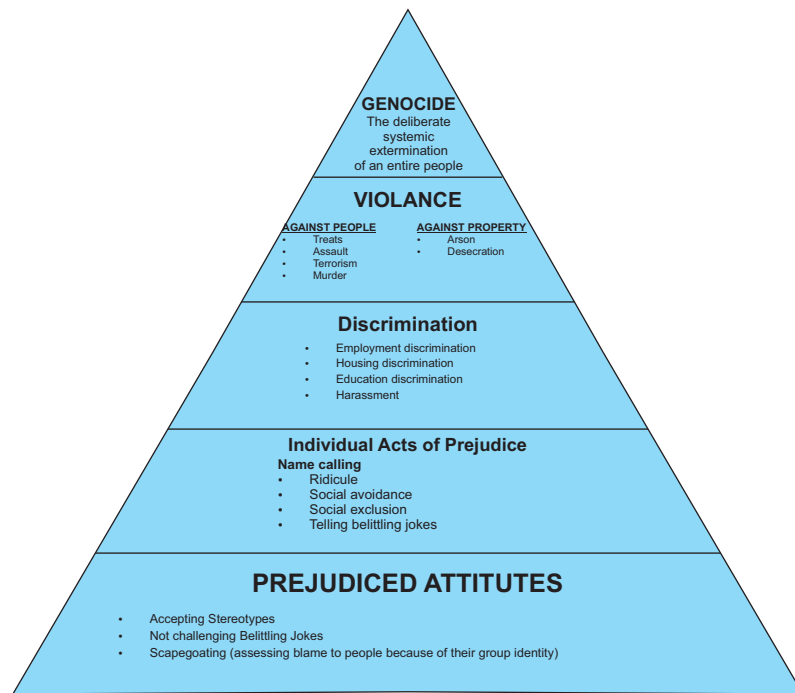 GENOCIDE
The deliberate
systemic
extermination
of an entire people
VIOLANCE
AGAINST PEOPLE
• Treats
• Assault
• Terrorism
• Murder
AGAINST PROPERTY
• Arson
• Desecration
Discrimination
• Employment discrimination
• Housing discrimination
• Education discrimination
• Harassment
Individual Acts of Prejudice
Name calling
• Ridicule
• Social avoidance
• Social exclusion
• Telling belittling jokes
PREJUDICED ATTITUTES
• Accepting Stereotypes
• Not challenging Belittling Jokes
• Scapegoating (assessing blame to people because of their group identity)